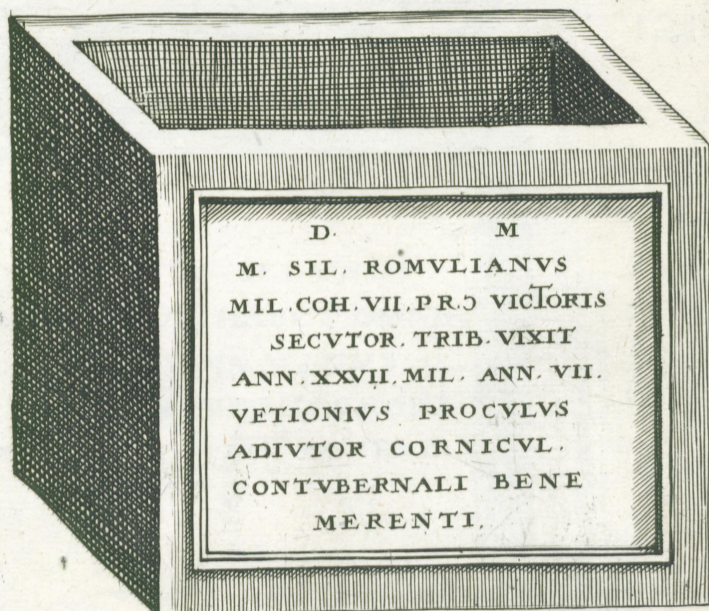 D. M
M. SIL. ROMVLIANVS
MIL. COH. VII. PR. Ɔ VICTORIS
SECVTOR. TRIB. VIXIT
ANN. XXVII. MIL. ANN. VII.
VETIONIVS PROCVLVS
ADIVTOR CORNICVL.
CONTVBERNALI BENE
MERENTI.